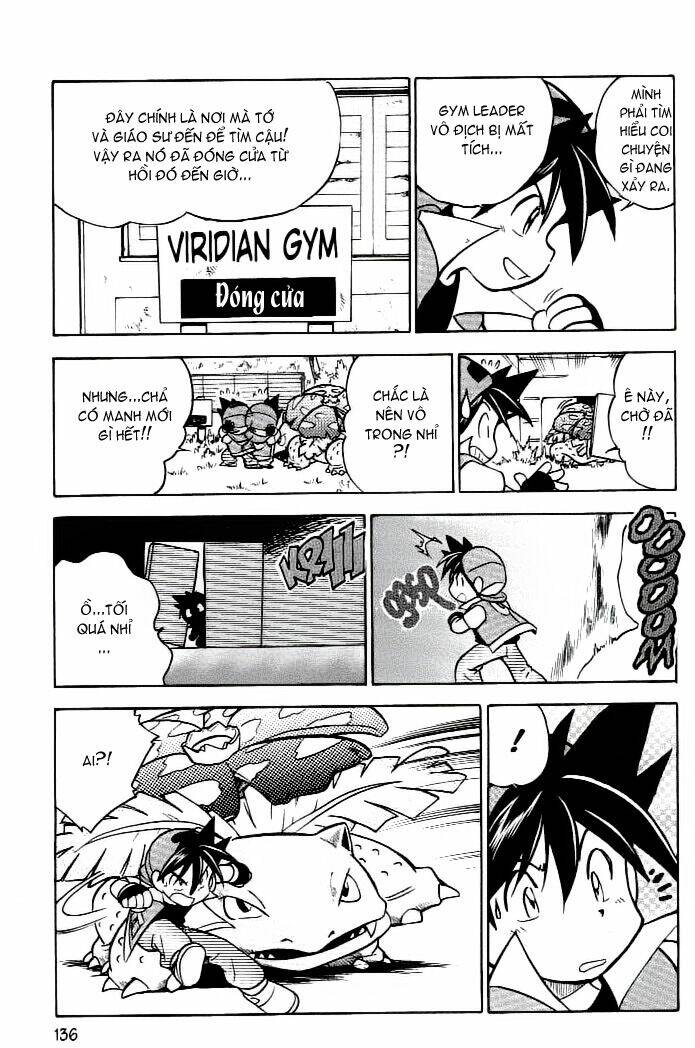 ĐÂY CHÍNH LÀ NƠI MÀ TỚ
VÀ GIÁO SƯ ĐẾN ĐỂ TÌM CẬU!
VẬY RA NÓ ĐÃ ĐÓNG CỬA TỪ
HỒI ĐÓ ĐẾN GIỜ...
VIRIDIAN GYM
Đóng cửa
GYM LEADER
VÔ ĐỊCH BỊ MẤT
TÍCH...
MÌNH
PHẢI TÌM
HIỂU COI
CHUYỆN
GÌ ĐANG
XẢY RA.
NHƯNG...CHẢ
CÓ MANH MỐI
GÌ HẾT!!
CHẮC LÀ
NÊN VÔ
TRONG NHỈ
?!
Ê NÀY,
CHỜ ĐÃ
!!
Ồ...TỐI
QUÁ NHỈ
...
KRIII
OOOOOM
AI?!
!
136